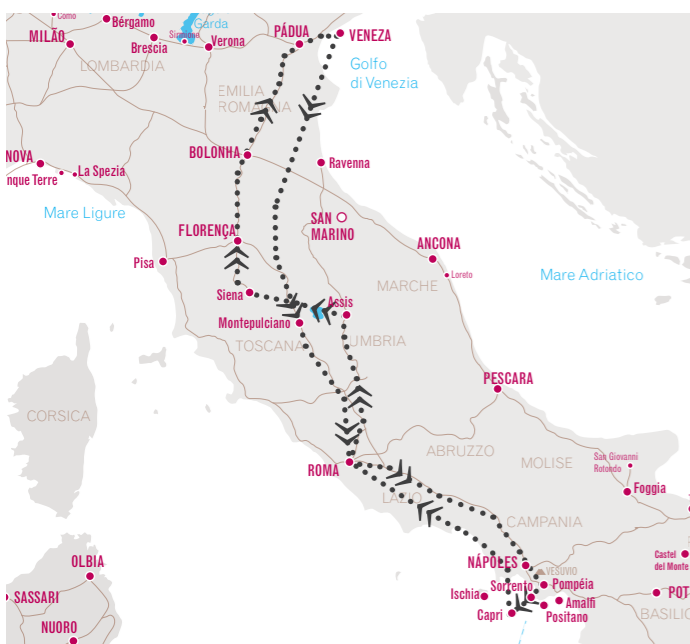 Como
Bérgamo
Garda
MILÃO
Brescia
Sirmione
Verona
PÁDUA
VENEZA
LOMBARDIA
Golfo
di Venezia
EMILIA
ROMAGNA
BOLONHA
Ravenna
NOVA
nque Terre
La Spezia
Mare Ligure
FLORENÇA
SAN
MARINO
ANCONA
Loreto
Pisa
MARCHE
Mare Adriatico
Siena
Assis
Montepulciano
TOSCANA
UMBRIA
PESCARA
CORSICA
ABRUZZO
ROMA
MOLISE
San Giovanni
Rotondo
LAZIO
Foggia
CAMPANIA
OLBIA
NÁPOLES
VESUVIO
Castel
del Monte
SASSARI
Ischia
Sorrento
Pompéia
POT
Capri
Amalfi
Positano
BASILIC
NUORO